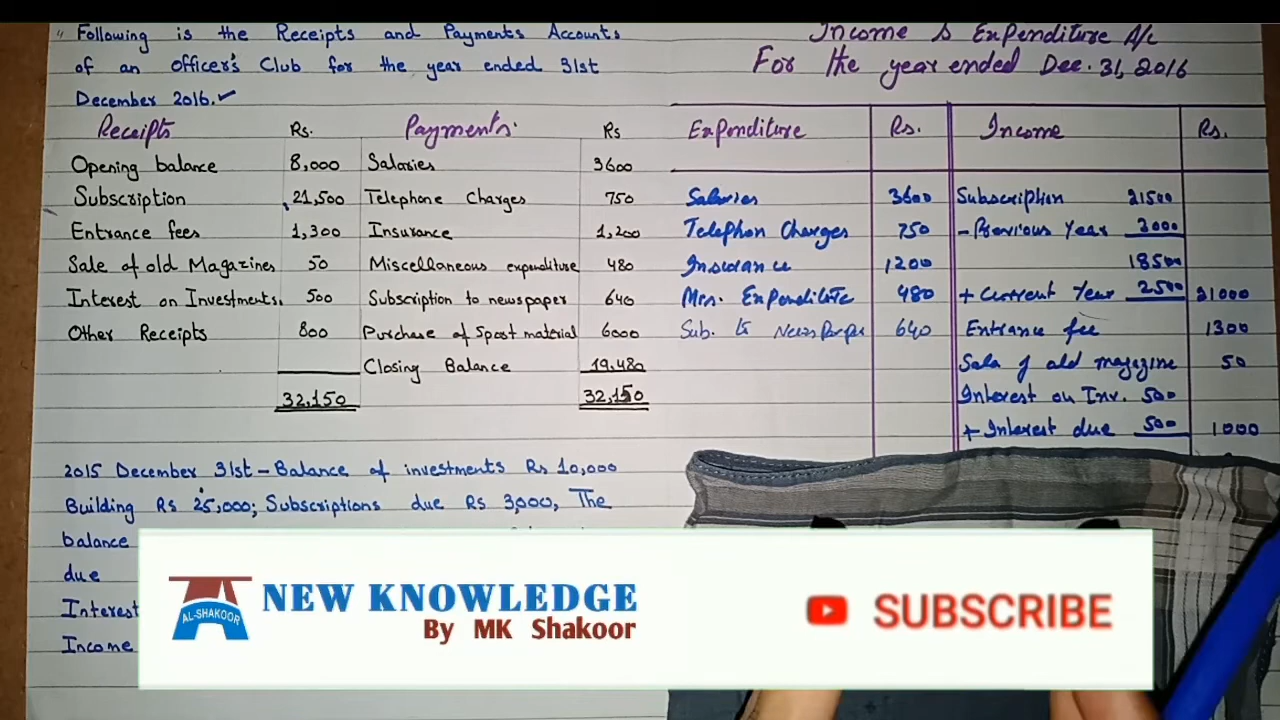 Following is the Receipts and Payments Accounts
of an officer's Club for the year ended 31st
December 2016.
Receipts Rs. Payments. Rs
Opening balance 8,000 Salaries 3600
Subscription 21,500 Telephone Charges 750
Entrance fees 1,300 Insurance 1,200
Sale of old Magazines 50 Miscellaneous expenditure 480
Interest on Investments. 500 Subscription to newspaper 640
Other Receipts 800 Purchase of Sport material 6000
Closing Balance 19,480
32,150 32,150
2015 December 31st - Balance of investments Rs 10,000
Building Rs 25,000; Subscriptions due Rs 3,000, The
balance
due
Interest
Income
Income & Expenditure A/c
For the year ended Dec. 31, 2016
Expenditure Rs. Income Rs.
Salaries 3600 Subscription 21500
Telephon Charges 750 - Previous Year 3000
Insurance 1200 18500
Mis. Expenditure 480 + Current Year 2500 21000
Sub. to News Paper 640 Entrance fee 1300
Sale of old magazine 50
Interest on Inv. 500
+ Interest due 500 1000
AL-SHAKOOR
NEW KNOWLEDGE
By MK Shakoor
SUBSCRIBE